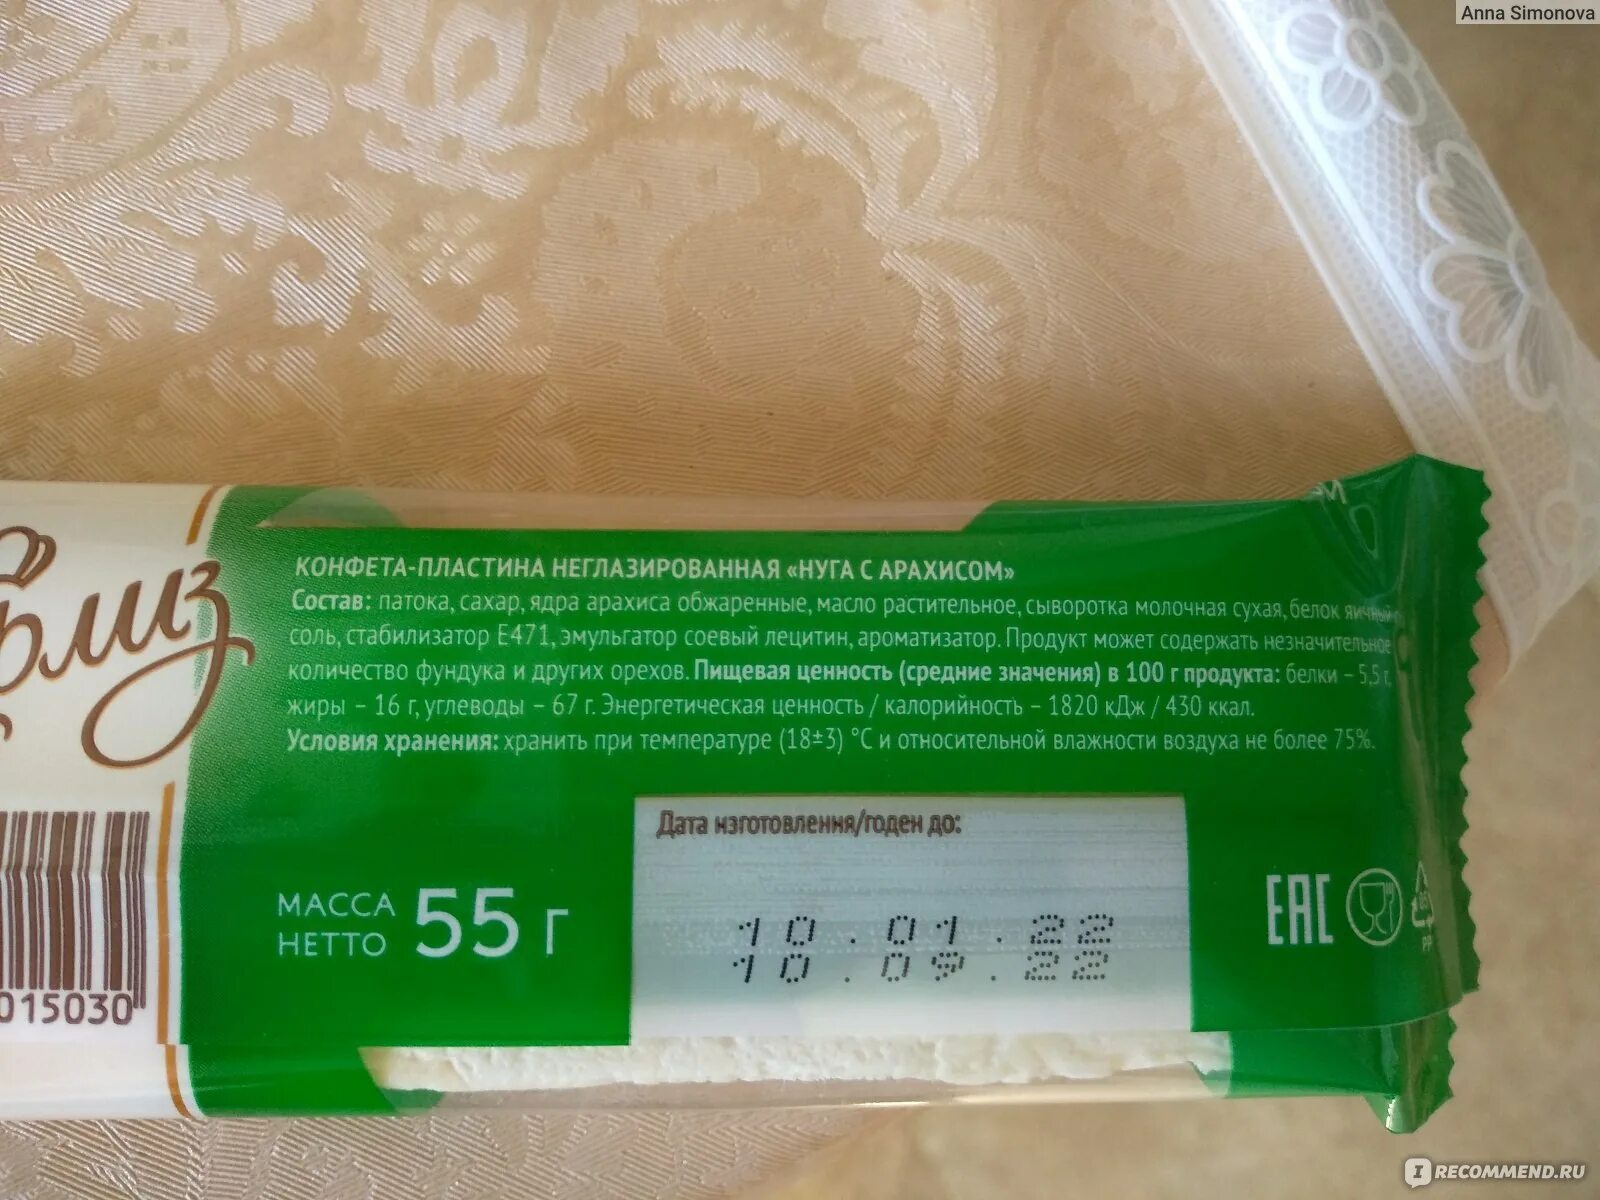 Anna Simonova
КОНФЕТА-ПЛАСТИНА НЕГЛАЗИРОВАННАЯ «НУГА С АРАХИСОМ»
Состав: патока, сахар, ядра арахиса обжаренные, масло растительное, сыворотка молочная сухая, белок яичный
соль, стабилизатор Е471, эмульгатор соевый лецитин, ароматизатор. Продукт может содержать незначительное
количество фундука и других орехов. Пищевая ценность (средние значения) в 100 г продукта: белки – 5,5 г,
жиры – 16 г, углеводы – 67 г. Энергетическая ценность / калорийность – 1820 кДж / 430 ккал.
Условия хранения: хранить при температуре (18±3) °С и относительной влажности воздуха не более 75%.
Дата изготовления/годен до:
МАССА
НЕТТО 55 г
10.01.22
10.09.22
EAC
015030
IRECOMMEND.RU